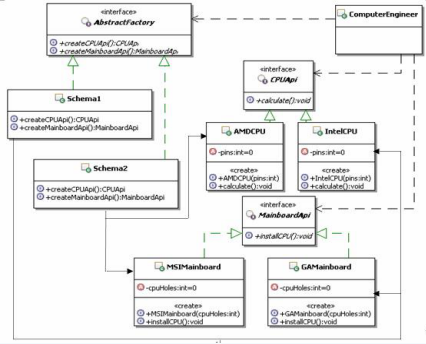 <interface>
AbstractFactory
+createCPUApi():CPUApi
+createMainboardApi():MainboardApi
ComputerEngineer
<interface>
CPUApi
+calculate():void
Schema1
+createCPUApi():CPUApi
+createMainboardApi():MainboardApi
AMDCPU
-pins:int=0
<create>
+AMDCPU(pins:int)
+calculate():void
IntelCPU
-pins:int=0
<create>
+IntelCPU(pins:int)
+calculate():void
Schema2
+createCPUApi():CPUApi
+createMainboardApi():MainboardApi
<interface>
MainboardApi
+installCPU():void
MSIMainboard
-cpuHoles:int=0
<create>
+MSIMainboard(cpuHoles:int)
+installCPU():void
GAMainboard
-cpuHoles:int=0
<create>
+GAMainboard(cpuHoles:int)
+installCPU():void